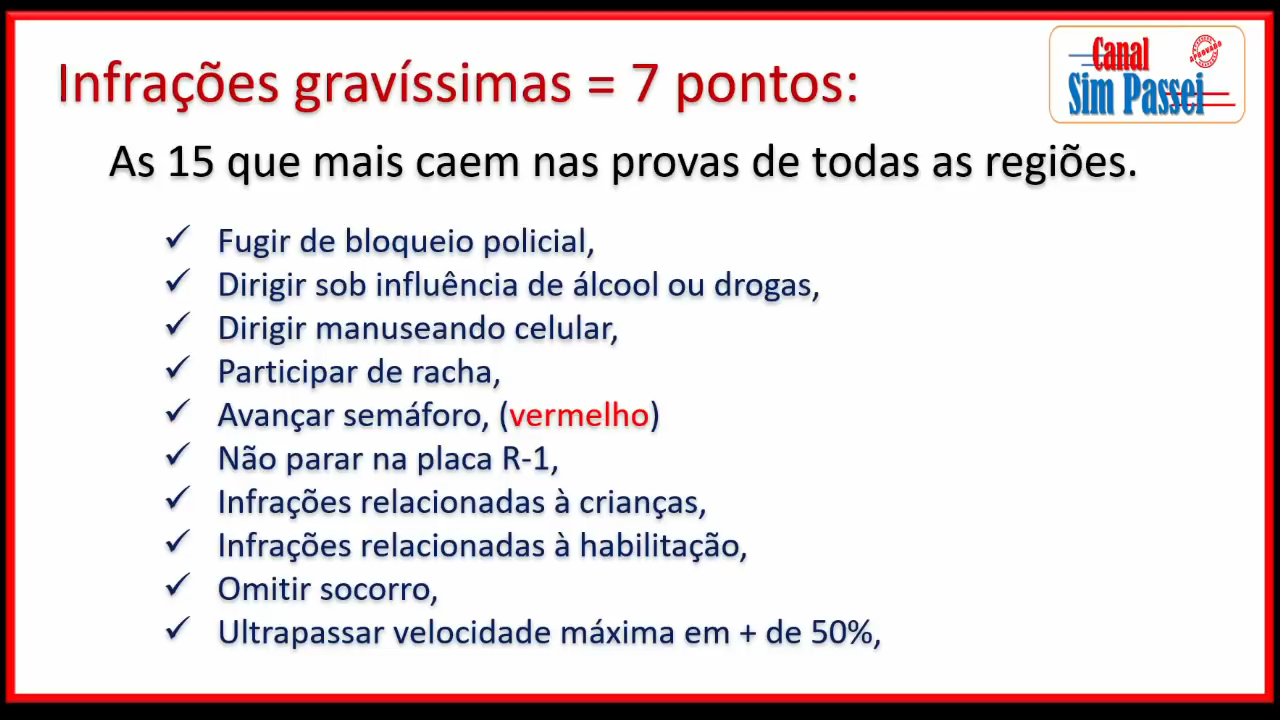 Infrações gravíssimas = 7 pontos:
Canal
APROVADO
Sim Passei
As 15 que mais caem nas provas de todas as regiões.
✓ Fugir de bloqueio policial,
✓ Dirigir sob influência de álcool ou drogas,
✓ Dirigir manuseando celular,
✓ Participar de racha,
✓ Avançar semáforo, (vermelho)
✓ Não parar na placa R-1,
✓ Infrações relacionadas à crianças,
✓ Infrações relacionadas à habilitação,
✓ Omitir socorro,
✓ Ultrapassar velocidade máxima em + de 50%,